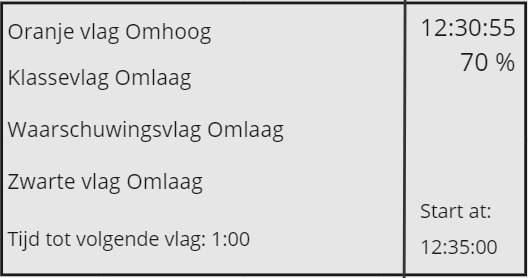 Oranje vlag Omhoog
Klassevlag Omlaag
Waarschuwingsvlag Omlaag
Zwarte vlag Omlaag
Tijd tot volgende vlag: 1:00
12:30:55
70 %
Start at:
12:35:00